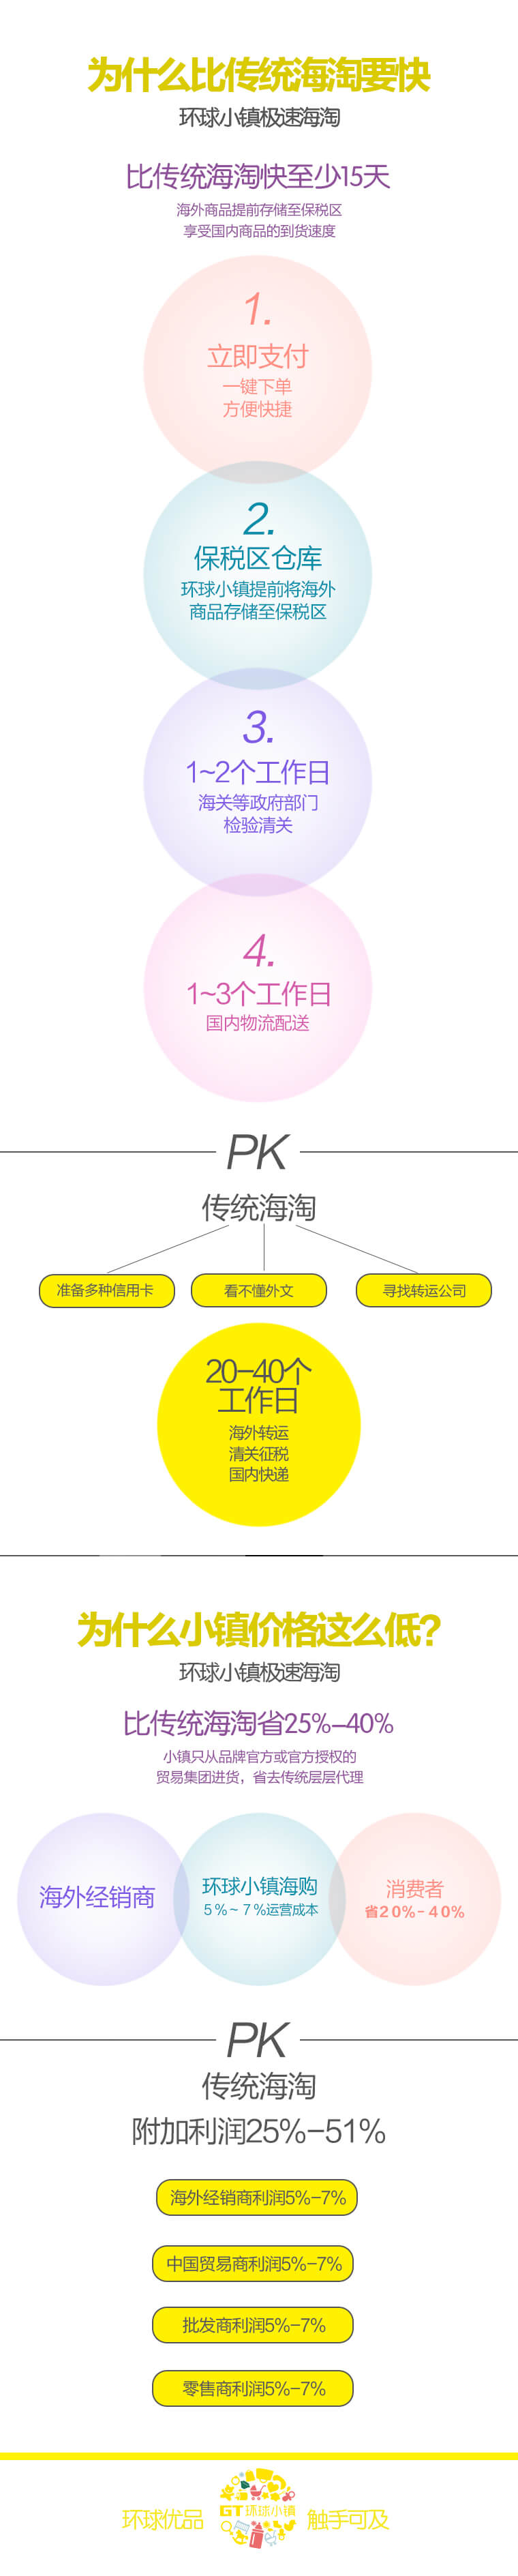 为什么比传统海淘要快
环球小镇极速海淘
比传统海淘快至少15天
海外商品提前存储至保税区
享受国内商品的到货速度
1.
立即支付
一键下单
方便快捷
2.
保税区仓库
环球小镇提前将海外
商品存储至保税区
3.
1~2个工作日
海关等政府部门
检验清关
4.
1~3个工作日
国内物流配送
PK
传统海淘
准备多种信用卡
看不懂外文
寻找转运公司
20-40个
工作日
海外转运
清关征税
国内快递
为什么小镇价格这么低?
环球小镇极速海淘
比传统海淘省25%-40%
小镇只从品牌官方或官方授权的
贸易集团进货，省去传统层层代理
海外经销商
环球小镇海购
5%~7%运营成本
消费者
省20%-40%
PK
传统海淘
附加利润25%-51%
海外经销商利润5%-7%
中国贸易商利润5%-7%
批发商利润5%-7%
零售商利润5%-7%
环球优品
GT环球小镇
触手可及